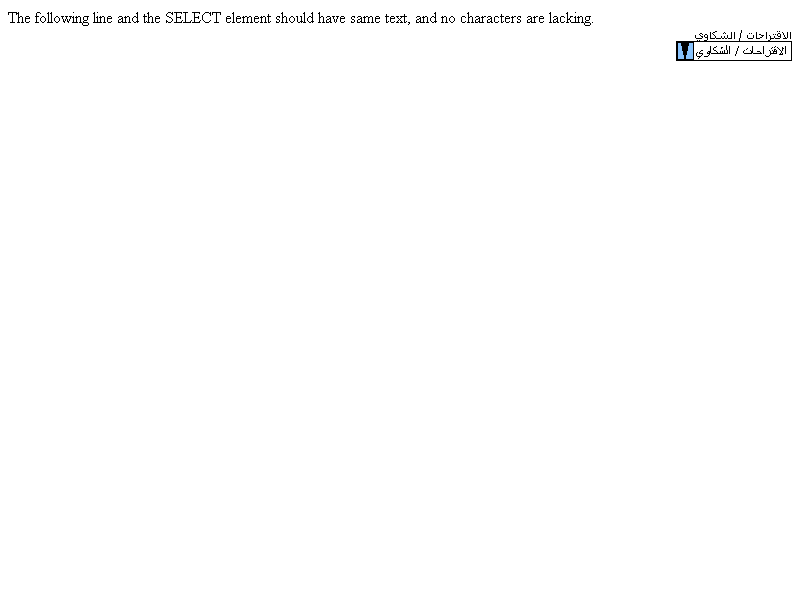 The following line and the SELECT element should have same text, and no characters are lacking.
الاقتراحات / الشكاوي
الاقتراحات / الشكاوي